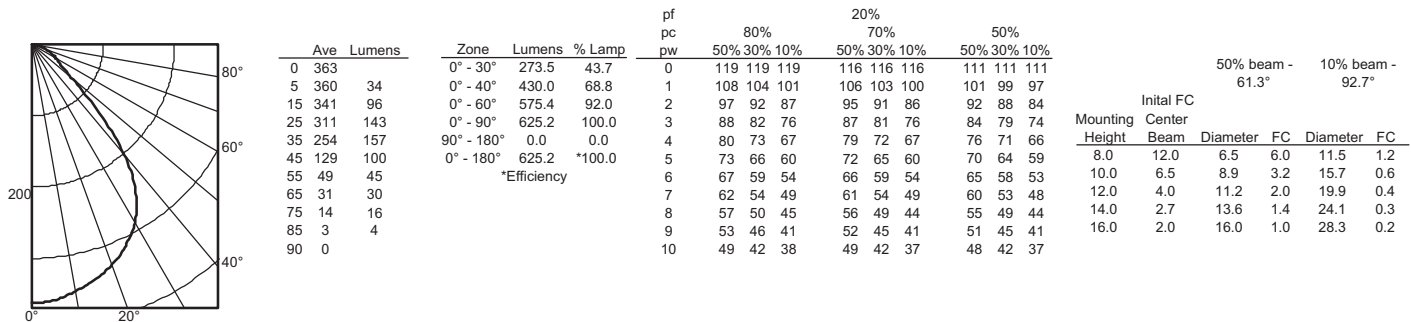 80°
60°
200
40°
0° 20°
Ave Lumens
0 363
5 360 34
15 341 96
25 311 143
35 254 157
45 129 100
55 49 45
65 31 30
75 14 16
85 3 4
90 0
Zone Lumens % Lamp
0° - 30° 273.5 43.7
0° - 40° 430.0 68.8
0° - 60° 575.4 92.0
0° - 90° 625.2 100.0
90° - 180° 0.0 0.0
0° - 180° 625.2 *100.0
*Efficiency
pf 20%
pc 80% 70% 50%
pw 50% 30% 10% 50% 30% 10% 50% 30% 10%
0 119 119 119 116 116 116 111 111 111
1 108 104 101 106 103 100 101 99 97
2 97 92 87 95 91 86 92 88 84
3 88 82 76 87 81 76 84 79 74
4 80 73 67 79 72 67 76 71 66
5 73 66 60 72 65 60 70 64 59
6 67 59 54 66 59 54 65 58 53
7 62 54 49 61 54 49 60 53 48
8 57 50 45 56 49 44 55 49 44
9 53 46 41 52 45 41 51 45 41
10 49 42 38 49 42 37 48 42 37
50% beam - 10% beam -
61.3° 92.7°
Inital FC
Mounting Center
Height Beam Diameter FC Diameter FC
8.0 12.0 6.5 6.0 11.5 1.2
10.0 6.5 8.9 3.2 15.7 0.6
12.0 4.0 11.2 2.0 19.9 0.4
14.0 2.7 13.6 1.4 24.1 0.3
16.0 2.0 16.0 1.0 28.3 0.2